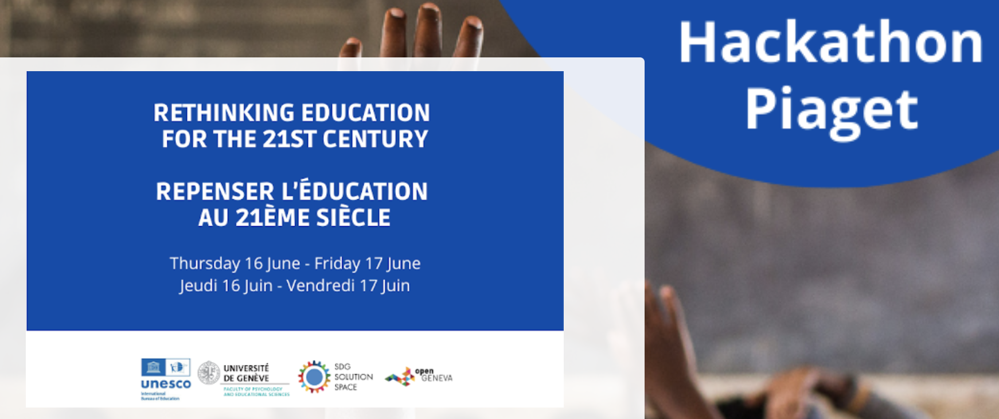 Hackathon
Piaget
RETHINKING EDUCATION
FOR THE 21ST CENTURY
REPENSER L'ÉDUCATION
AU 21ÈME SIÈCLE
Thursday 16 June - Friday 17 June
Jeudi 16 Juin - Vendredi 17 Juin
unesco
International
Bureau of Education
UNIVERSITÉ
DE GENÈVE
FACULTY OF PSYCHOLOGY
AND EDUCATIONAL SCIENCES
SDG
SOLUTION
SPACE
open
GENEVA